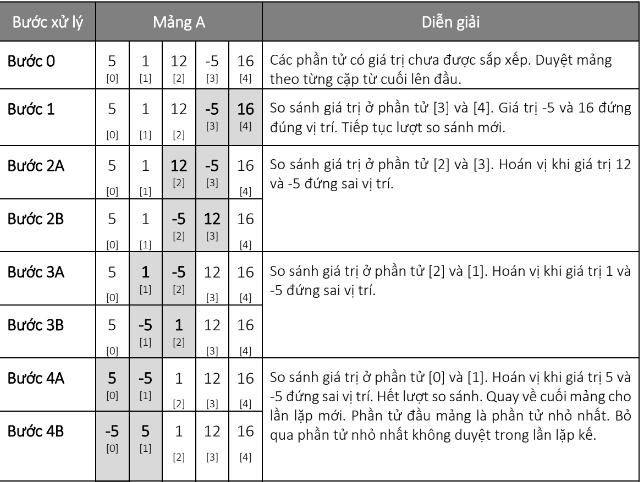 Bước xử lý Mảng A Diễn giải
Bước 0 5 1 12 -5 16 Các phần tử có giá trị chưa được sắp xếp. Duyệt mảng
[0] [1] [2] [3] [4] theo từng cặp từ cuối lên đầu.
Bước 1 5 1 12 -5 16 So sánh giá trị ở phần tử [3] và [4]. Giá trị -5 và 16 đứng
[0] [1] [2] [3] [4] đúng vị trí. Tiếp tục lượt so sánh mới.
Bước 2A 5 1 12 -5 16 So sánh giá trị ở phần tử [2] và [3]. Hoán vị khi giá trị 12
[0] [1] [2] [3] [4] và -5 đứng sai vị trí.
Bước 2B 5 1 -5 12 16
[0] [1] [2] [3] [4]
Bước 3A 5 1 -5 12 16 So sánh giá trị ở phần tử [2] và [1]. Hoán vị khi giá trị 1 và
[0] [1] [2] [3] [4] -5 đứng sai vị trí.
Bước 3B 5 -5 1 12 16
[0] [1] [2] [3] [4]
Bước 4A 5 -5 1 12 16 So sánh giá trị ở phần tử [0] và [1]. Hoán vị khi giá trị 5 và
[0] [1] [2] [3] [4] -5 đứng sai vị trí. Hết lượt so sánh. Quay về cuối mảng cho
lần lặp mới. Phần tử đầu mảng là phần tử nhỏ nhất. Bỏ
Bước 4B -5 5 1 12 16 qua phần tử nhỏ nhất không duyệt trong lần lặp kế.
[0] [1] [2] [3] [4]